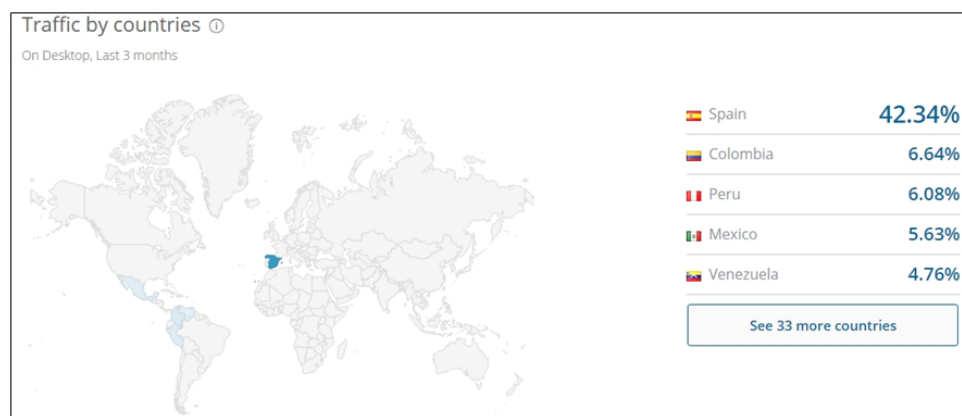 Traffic by countries
On Desktop, Last 3 months
Spain 42.34%
Colombia 6.64%
Peru 6.08%
Mexico 5.63%
Venezuela 4.76%
See 33 more countries